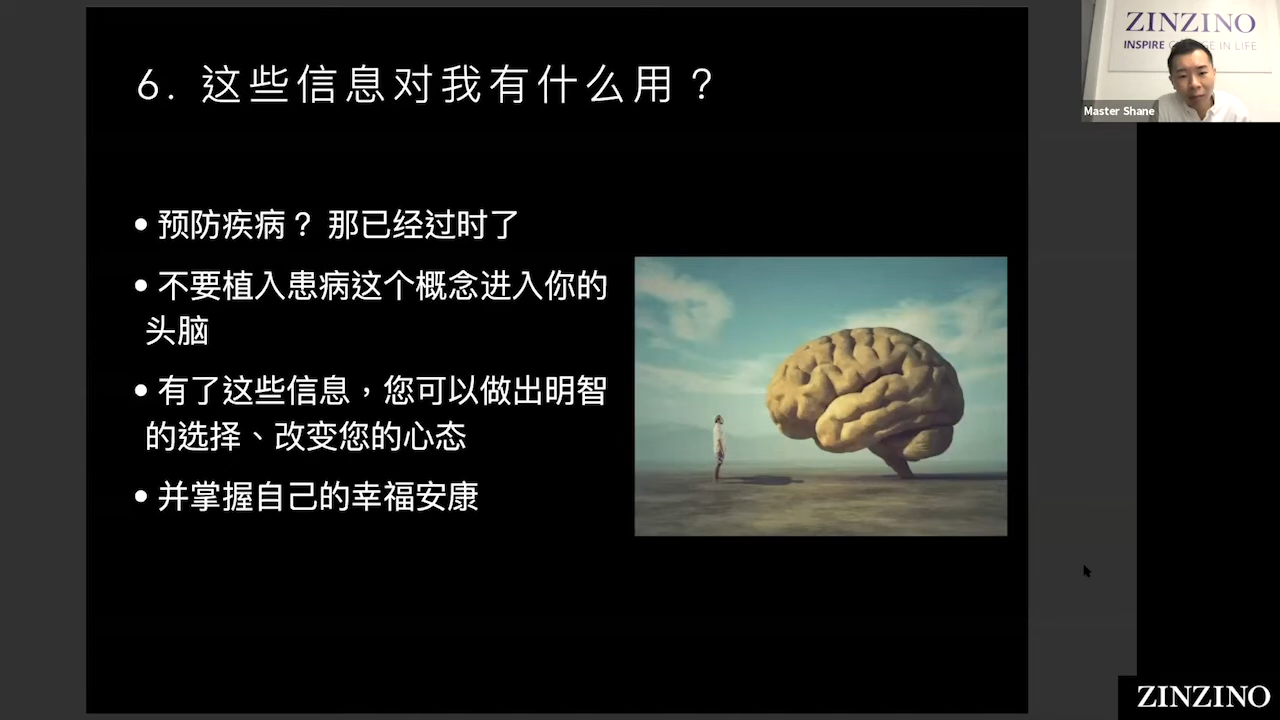 6. 这些信息对我有什么用？
• 预防疾病？ 那已经过时了
• 不要植入患病这个概念进入你的
头脑
• 有了这些信息，您可以做出明智
的选择、改变您的心态
• 并掌握自己的幸福安康
ZINZINO
INSPIRE IN LIFE
Master Shane
ZINZINO